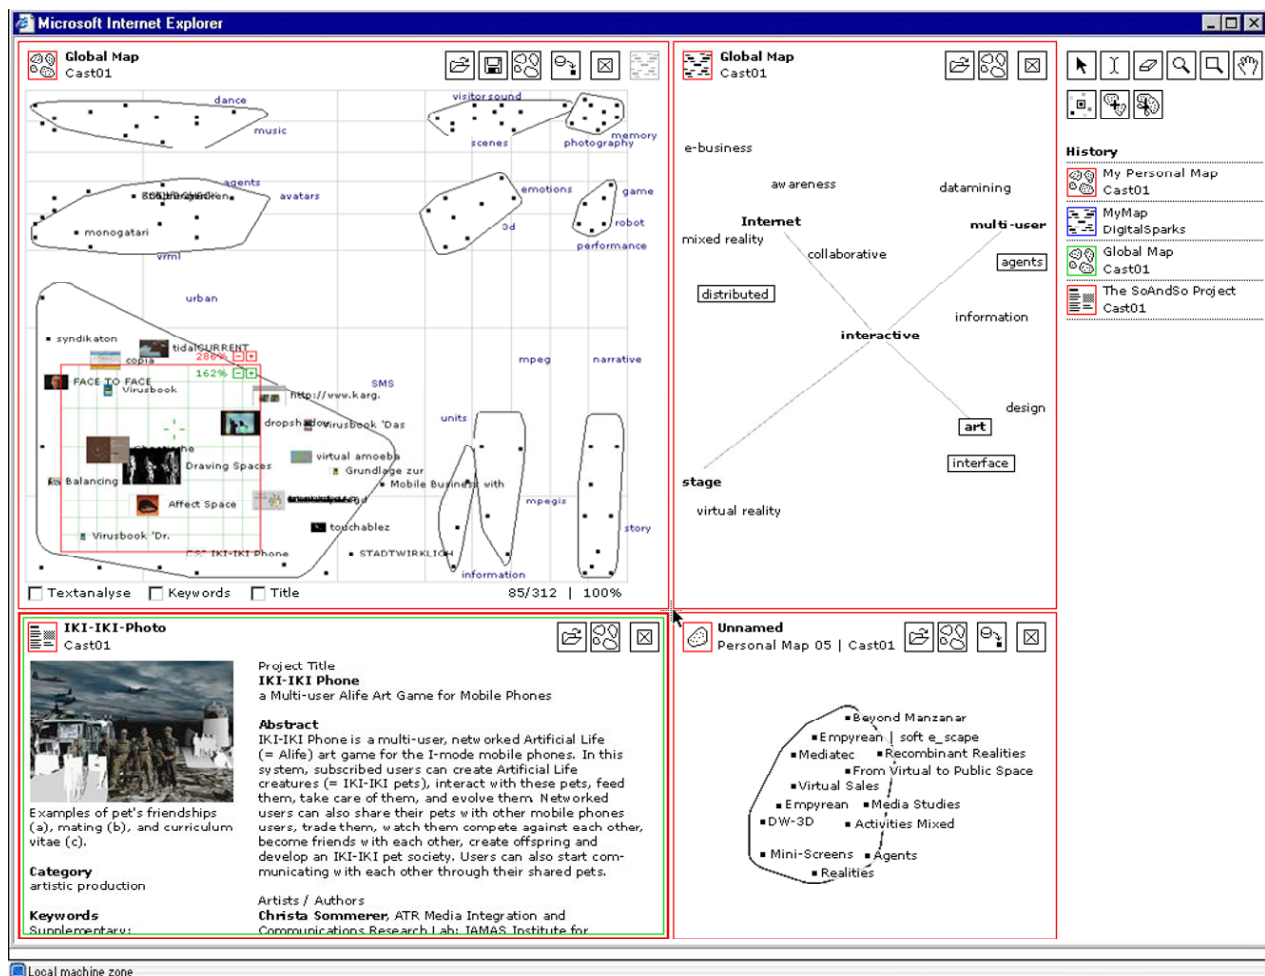 Microsoft Internet Explorer
Global Map
Cast01
dance
music
visitor sound
scenes
memory
photography
agents
avatars
monogatari
vrml
emotions
3d
game
robot
performance
urban
syndikaton
tidalCURRENT
copia
286%
162%
FACE TO FACE
Virusbook
SMS
http://www.karg.
mpeg
narrative
dropshadow
Virusbook 'Das
units
Drawing Spaces
virtual amoeba
Grundlage zur
Balancing
Mobile Business with
Affect Space
mpegis
touchablez
story
Virusbook 'Dr.
IKI-IKI Phone
STADTWIRKLICH
information
Textanalyse
Keywords
Title
85/312 | 100%
Global Map
Cast01
e-business
awareness
datamining
Internet
multi-user
mixed reality
collaborative
agents
distributed
information
interactive
design
art
interface
stage
virtual reality
History
My Personal Map
Cast01
MyMap
DigitalSparks
Global Map
Cast01
The SoAndSo Project
Cast01
IKI-IKI-Photo
Cast01
Examples of pet's friendships
(a), mating (b), and curriculum
vitae (c).
Category
artistic production
Keywords
Supplementary:
Project Title
IKI-IKI Phone
a Multi-user Alife Art Game for Mobile Phones
Abstract
IKI-IKI Phone is a multi-user, networked Artificial Life
(= Alife) art game for the I-mode mobile phones. In this
system, subscribed users can create Artificial Life
creatures (= IKI-IKI pets), interact with these pets, feed
them, take care of them, and evolve them. Networked
users can also share their pets with other mobile phones
users, trade them, watch them compete against each other,
become friends with each other, create offspring and
develop an IKI-IKI pet society. Users can also start com-
municating with each other through their shared pets.
Artists / Authors
Christa Sommerer, ATR Media Integration and
Communications Research Lab; IAMAS Institute for
Unnamed
Personal Map 05 | Cast01
Beyond Manzanar
Empyrean | soft e_scape
Mediatec
Recombinant Realities
From Virtual to Public Space
Virtual Sales
Empyrean
Media Studies
DW-3D
Activities Mixed
Mini-Screens
Agents
Realities
Local machine zone